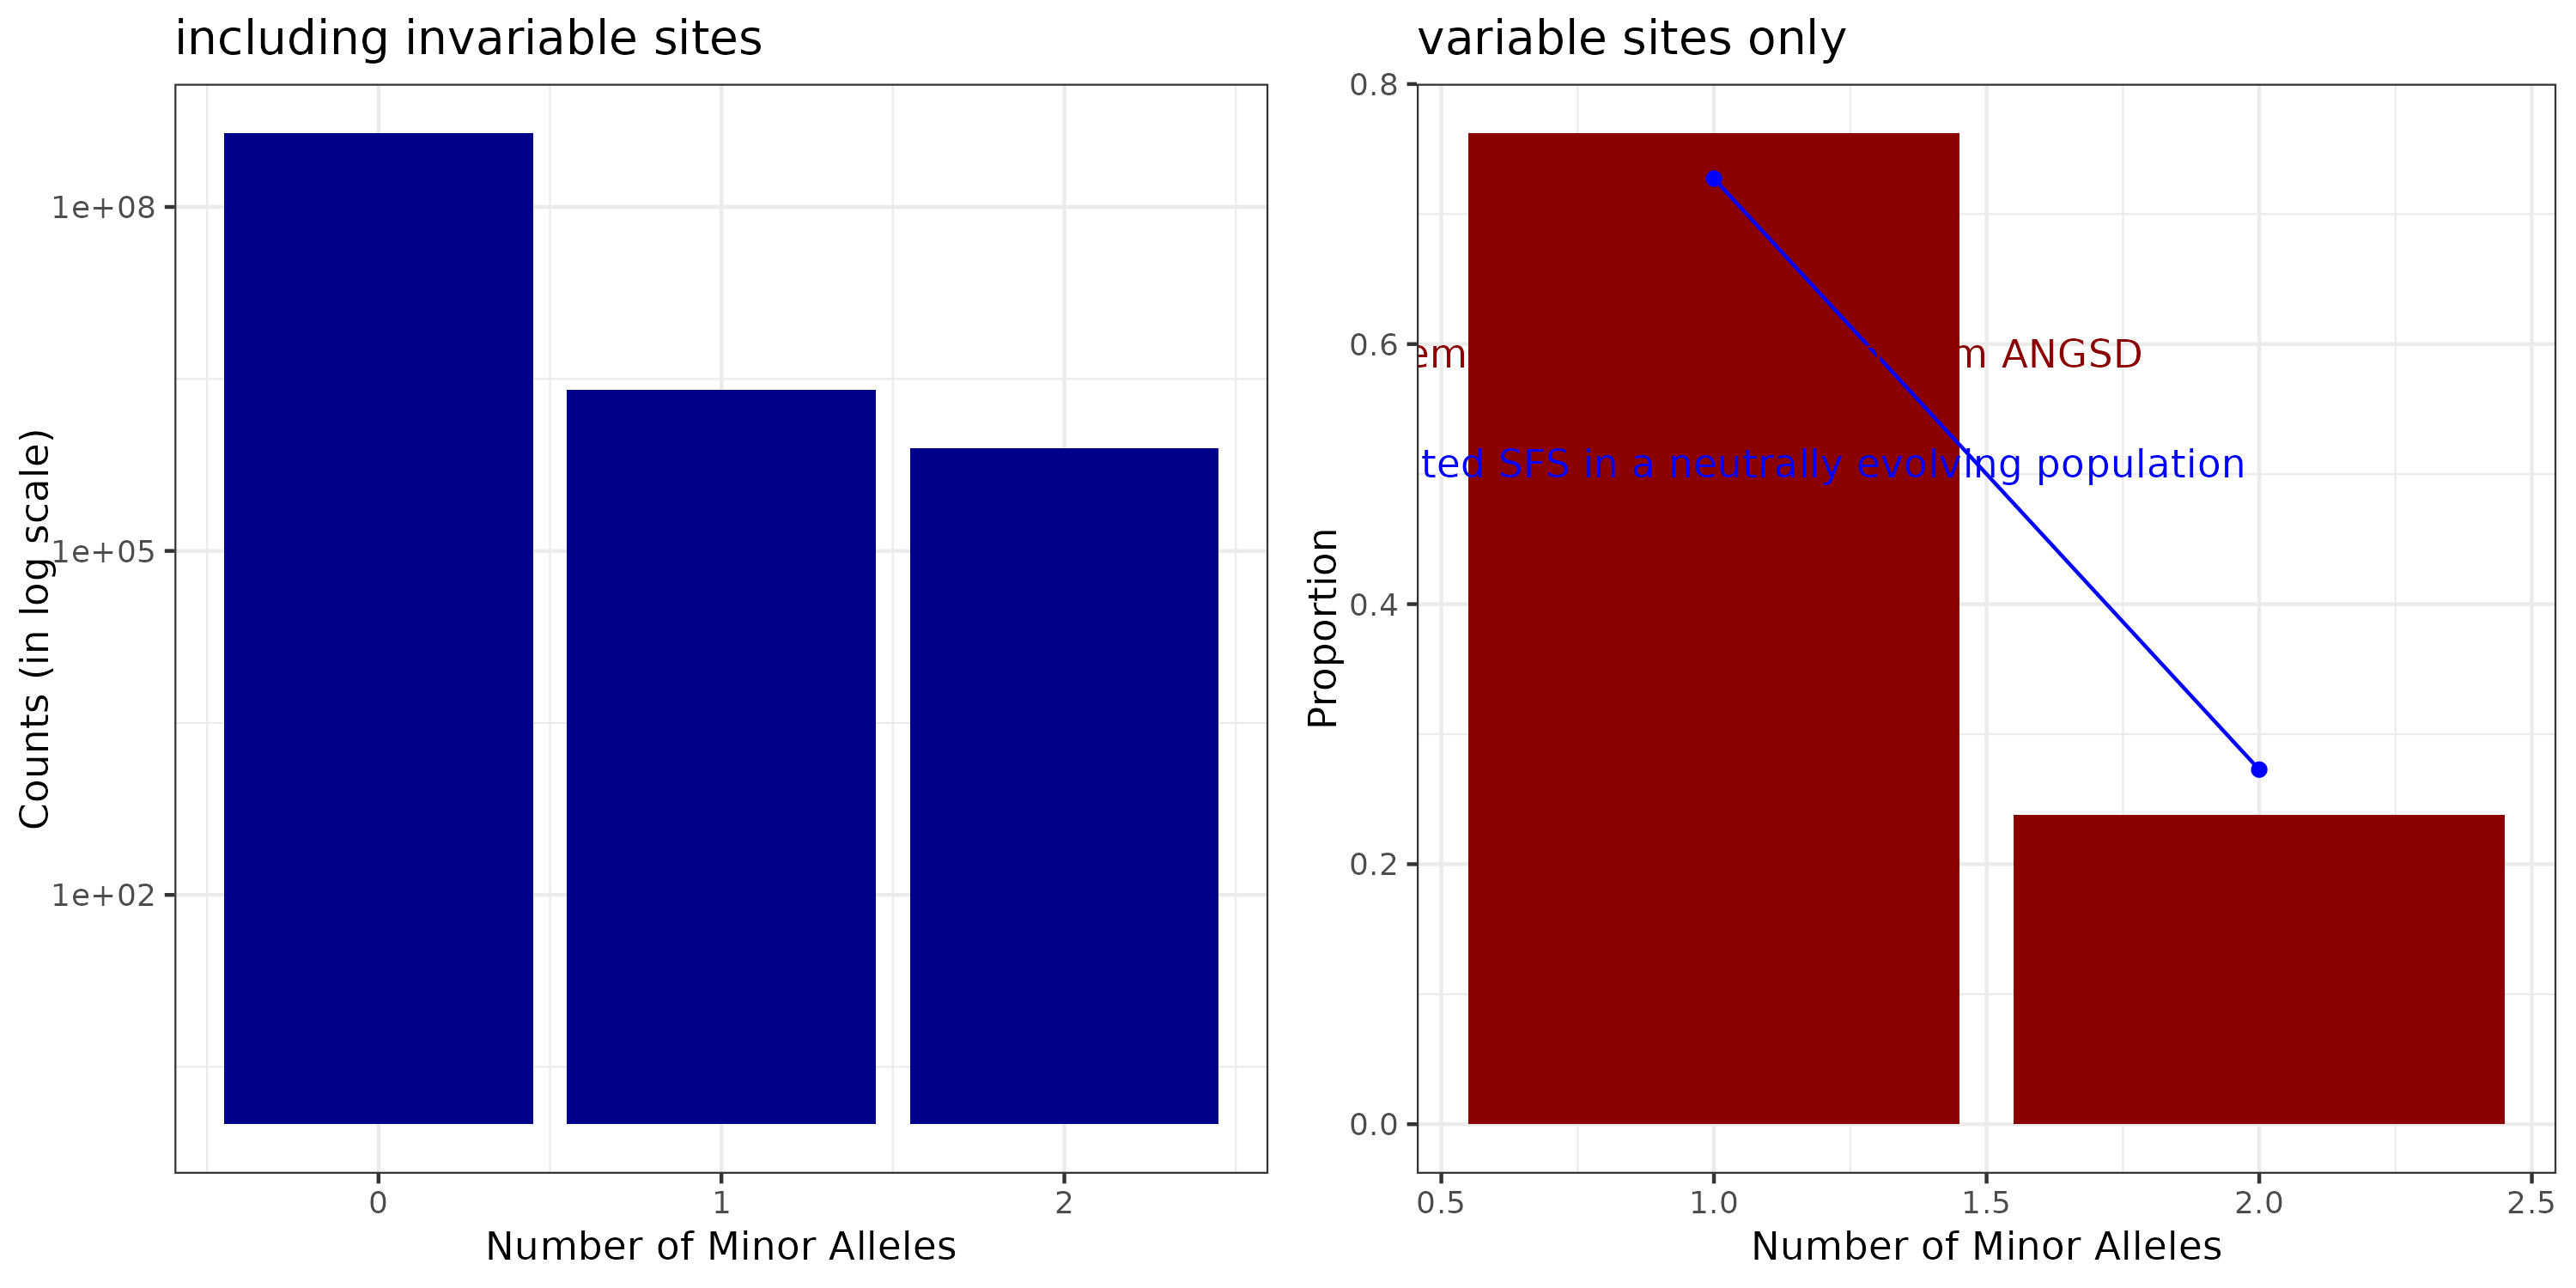 including invariable sites
Counts (in log scale)
1e+08
1e+05
1e+02
0 1 2
Number of Minor Alleles
variable sites only
Proportion
0.8
0.6
0.4
0.2
0.0
ANGSD
SFS in a neutrally evolving population
0.5 1.0 1.5 2.0 2.5
Number of Minor Alleles